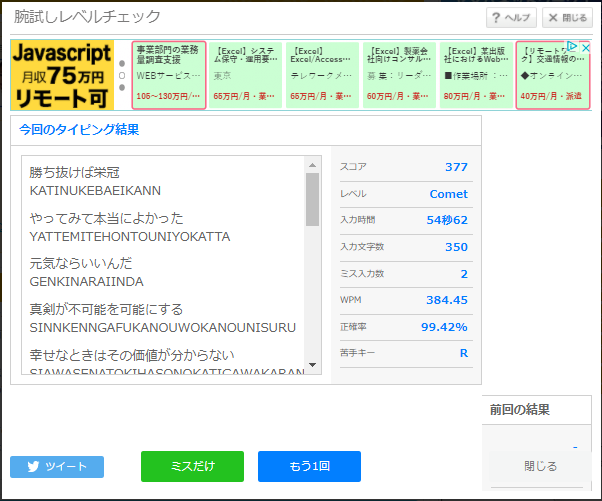 腕試しレベルチェック
? ヘルプ
× 閉じる
Javascript
月収75万円
リモート可
事業部門の業務量調査支援
WEBサービス…
105～130万円/…
【Excel】システム保守・運用要…
東京
65万円/月・業…
【Excel】Excel/Access…
テレワークメ…
65万円/月・業…
【Excel】製薬会社向けコンサル…
募 集：リーダ…
60万円/月・業…
【Excel】某出版社におけるWeb…
■作業場所：…
80万円/月・業…
【リモートワーク】交通情報の…
◆オンライン…
40万円/月・派遣
今回のタイピング結果
勝ち抜けば栄冠
KATINUKEBAEIKANN
やってみて本当によかった
YATTEMITEHONTOUNIYOKATTA
元気ならいいんだ
GENKINARAIINDA
真剣が不可能を可能にする
SINNKENNGAFUKANOUWOKANOUNISURU
幸せなときはその価値が分からない
SIAWASENATOKIHASONOKATIGAWAKARAN
スコア 377
レベル Comet
入力時間 54秒62
入力文字数 350
ミス入力数 2
WPM 384.45
正確率 99.42%
苦手キー R
前回の結果
-
ツイート
ミスだけ
もう1回
閉じる